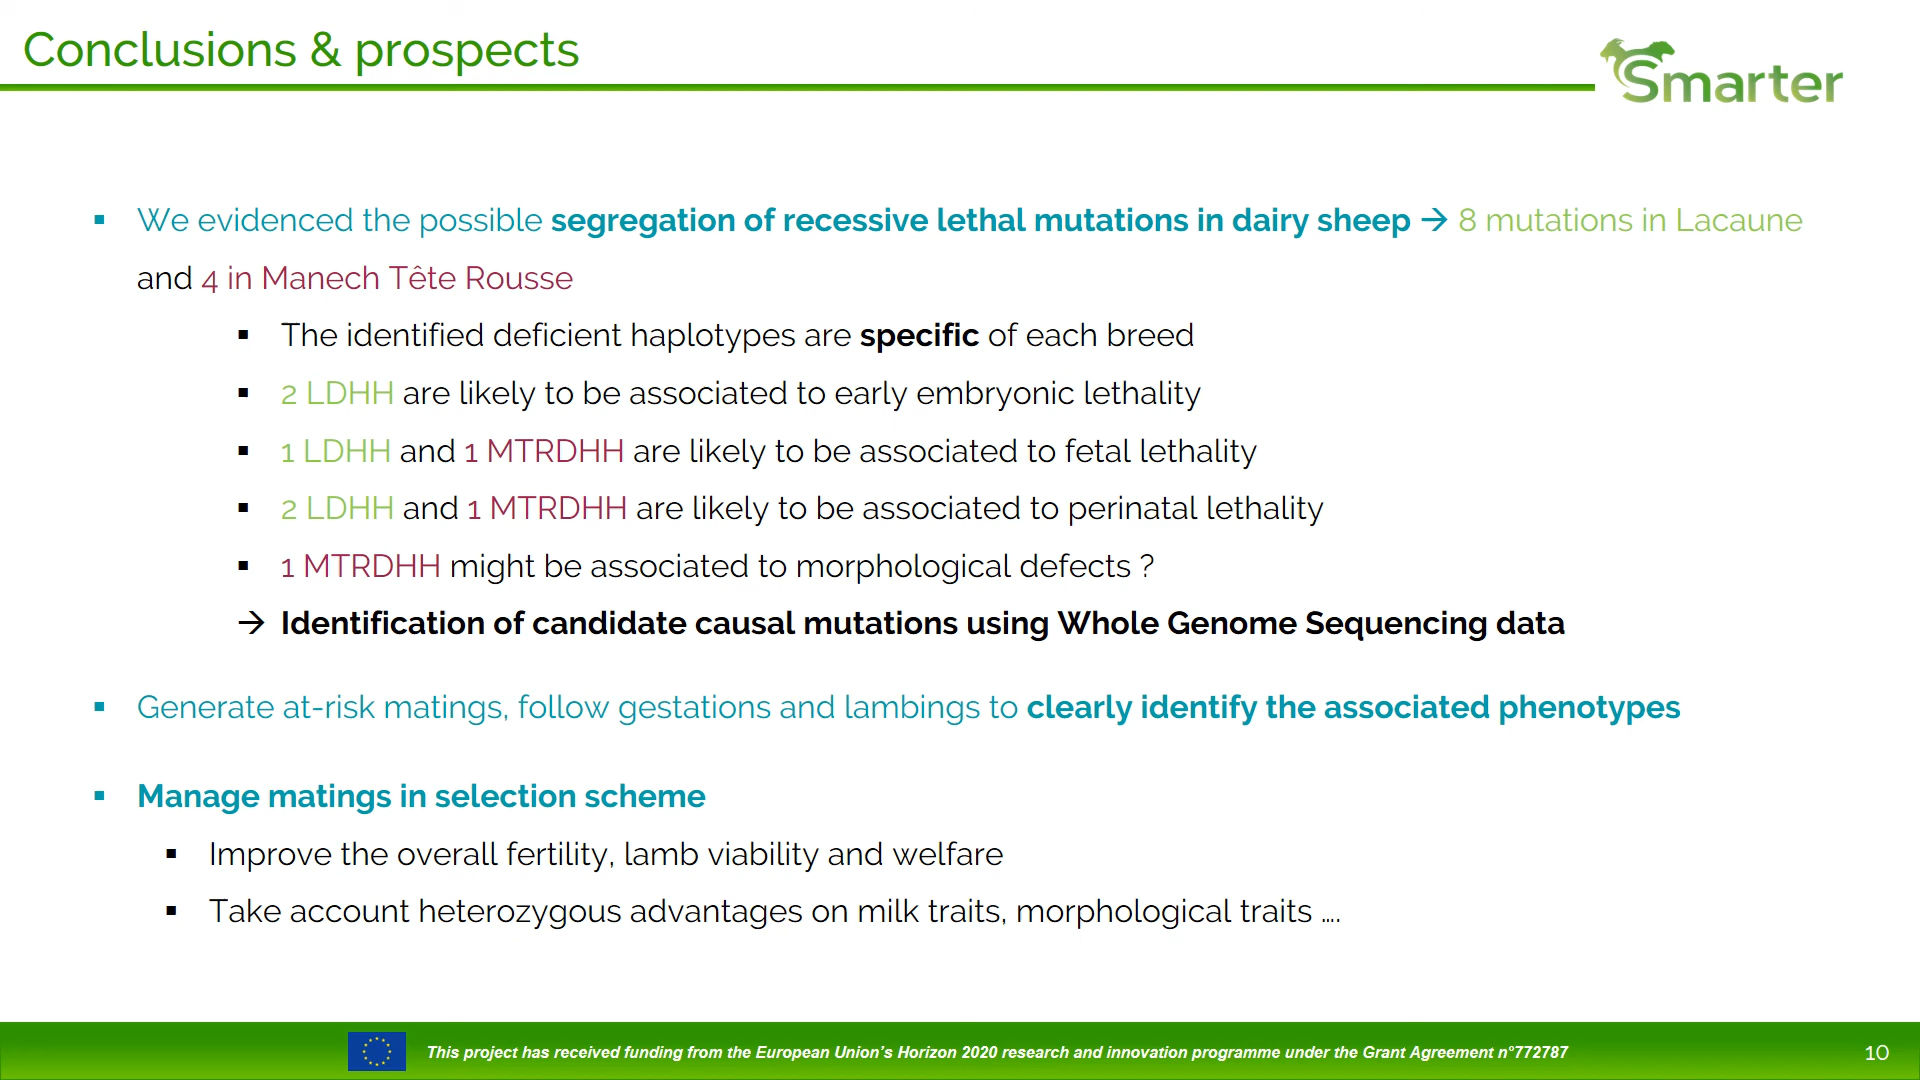 Conclusions & prospects
Smarter
▪ We evidenced the possible segregation of recessive lethal mutations in dairy sheep → 8 mutations in Lacaune
and 4 in Manech Tête Rousse
▪ The identified deficient haplotypes are specific of each breed
▪ 2 LDHH are likely to be associated to early embryonic lethality
▪ 1 LDHH and 1 MTRDHH are likely to be associated to fetal lethality
▪ 2 LDHH and 1 MTRDHH are likely to be associated to perinatal lethality
▪ 1 MTRDHH might be associated to morphological defects ?
→ Identification of candidate causal mutations using Whole Genome Sequencing data
▪ Generate at-risk matings, follow gestations and lambings to clearly identify the associated phenotypes
▪ Manage matings in selection scheme
▪ Improve the overall fertility, lamb viability and welfare
▪ Take account heterozygous advantages on milk traits, morphological traits ….
This project has received funding from the European Union’s Horizon 2020 research and innovation programme under the Grant Agreement n°772787
10